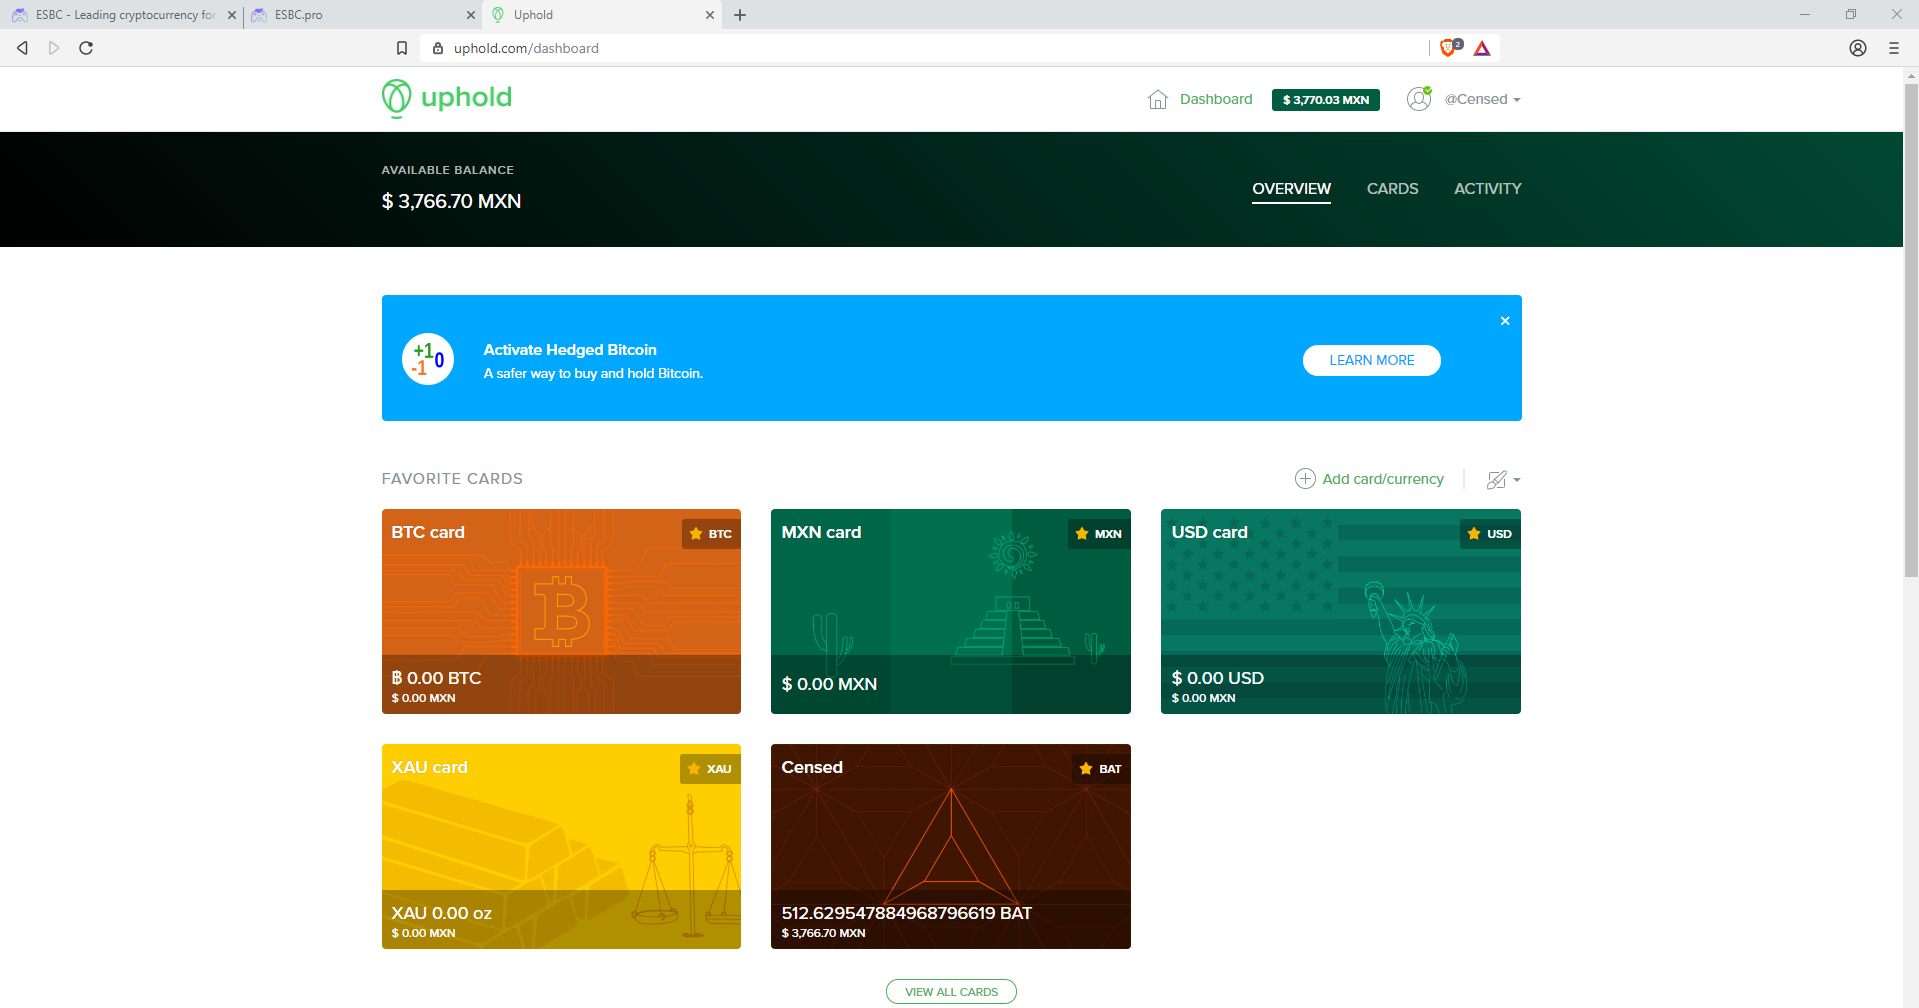 ESBC - Leading cryptocurrency for
ESBC.pro
Uphold
uphold.com/dashboard
2
uphold
Dashboard
$ 3,770.03 MXN
@Censed
AVAILABLE BALANCE
$ 3,766.70 MXN
OVERVIEW
CARDS
ACTIVITY
+1
-1
0
Activate Hedged Bitcoin
A safer way to buy and hold Bitcoin.
LEARN MORE
FAVORITE CARDS
Add card/currency
BTC card
BTC
฿ 0.00 BTC
$ 0.00 MXN
MXN card
MXN
$ 0.00 MXN
USD card
USD
$ 0.00 USD
$ 0.00 MXN
XAU card
XAU
XAU 0.00 oz
$ 0.00 MXN
Censed
BAT
512.629547884968796619 BAT
$ 3,766.70 MXN
VIEW ALL CARDS